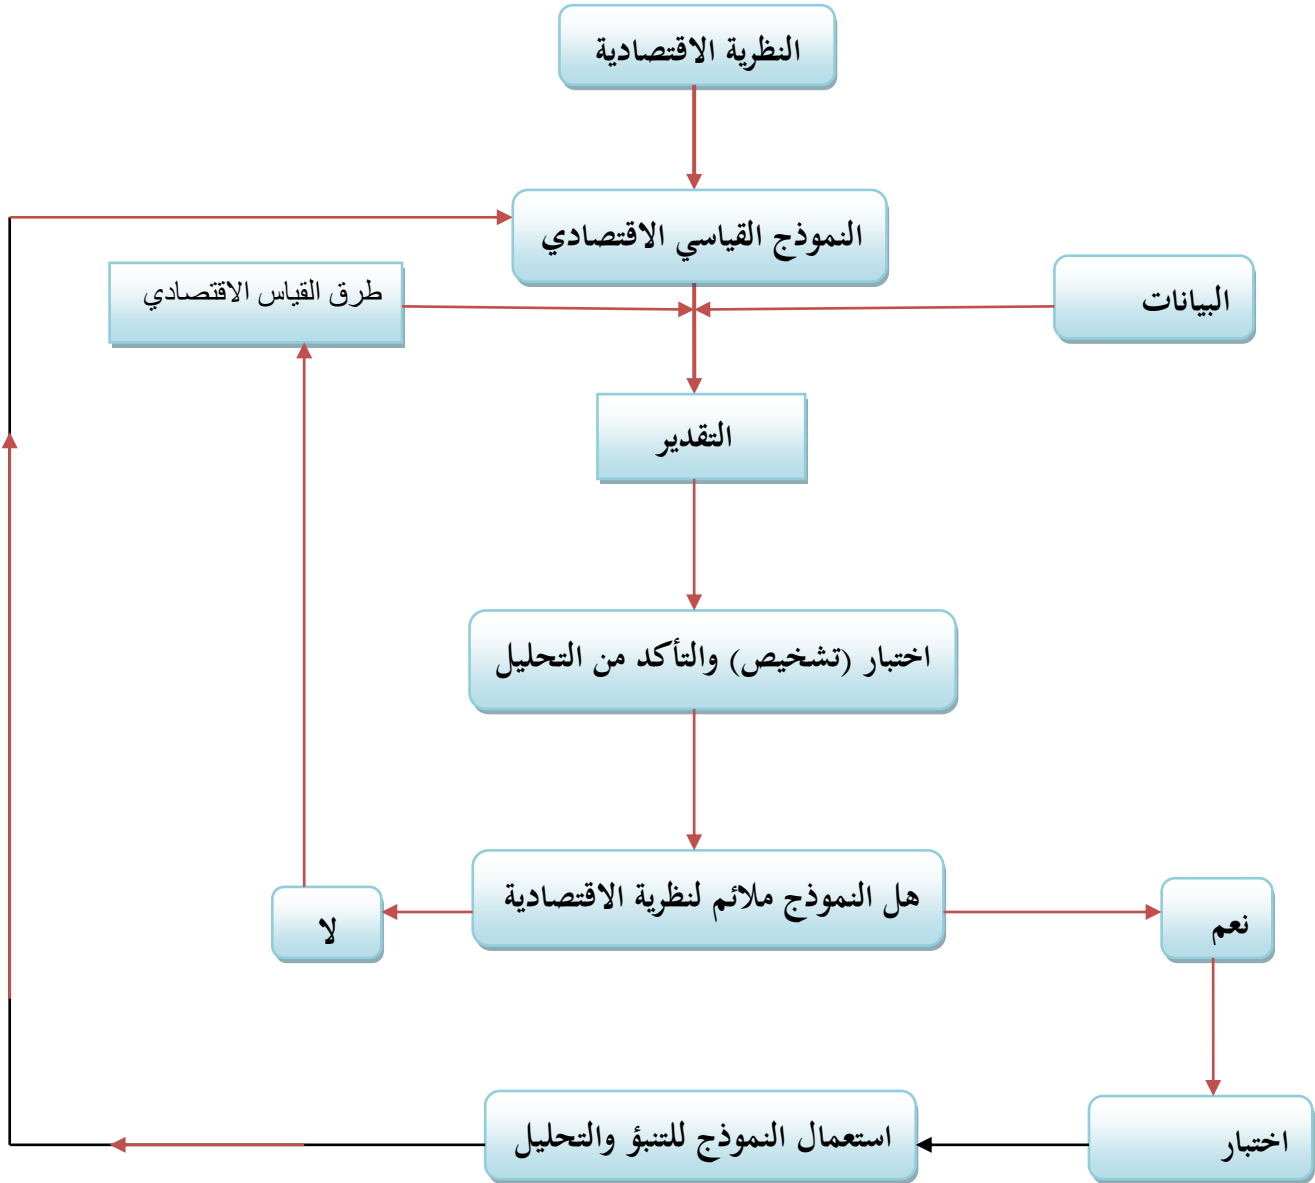 النظرية الاقتصادية
النموذج القياسي الاقتصادي
البيانات
طرق القياس الاقتصادي
التقدير
اختبار (تشخيص) والتأكد من التحليل
هل النموذج ملائم لنظرية الاقتصادية
نعم
لا
اختبار
استعمال النموذج للتنبؤ والتحليل